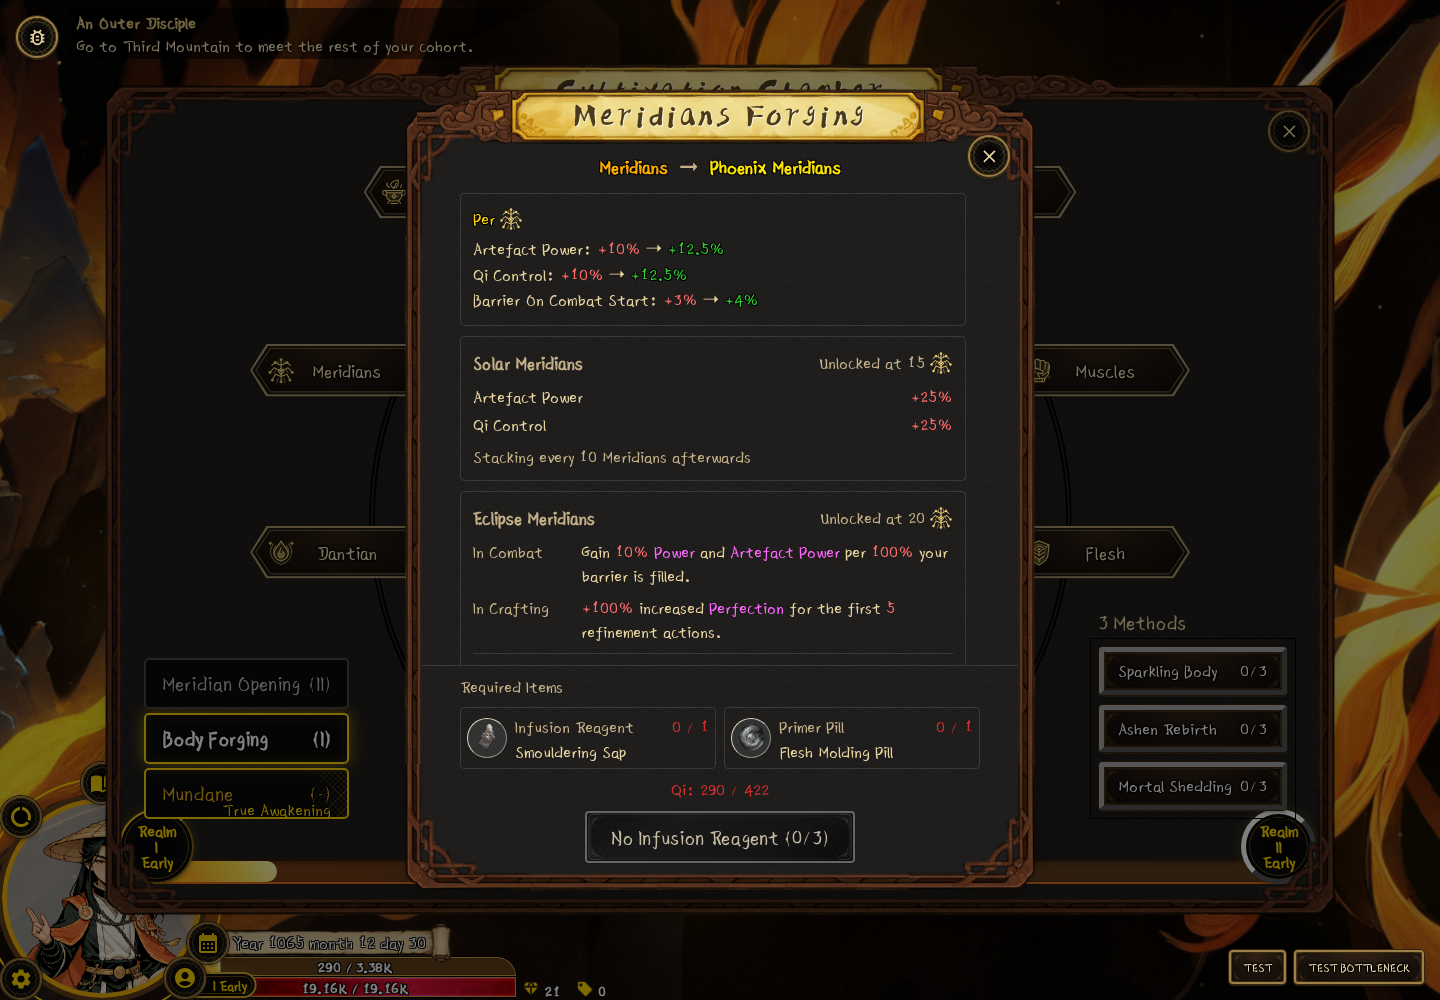 An Outer Disciple
Go to Third Mountain to meet the rest of your cohort.
Cultivation Chamber
Meridians Forging
Meridians → Phoenix Meridians
Per
Artefact Power: +10% → +12.5%
Qi Control: +10% → +12.5%
Barrier On Combat Start: +3% → +4%
Solar Meridians
Unlocked at 15
Artefact Power +25%
Qi Control +25%
Stacking every 10 Meridians afterwards
Eclipse Meridians
Unlocked at 20
In Combat
Gain 10% Power and Artefact Power per 100% your
barrier is filled.
In Crafting
+100% increased Perfection for the first 5
refinement actions.
Required Items
Infusion Reagent 0 / 1
Smouldering Sap
Primer Pill 0 / 1
Flesh Molding Pill
Qi: 290 / 422
No Infusion Reagent (0/3)
Meridians
Dantian
Muscles
Flesh
Meridian Opening (II)
Body Forging (I)
Mundane (-)
True Awakening
3 Methods
Sparkling Body 0/3
Ashen Rebirth 0/3
Mortal Shedding 0/3
Realm
I
Early
Realm
II
Early
Year 1065 month 12 day 30
290 / 3.38K
I Early
19.16K / 19.16K
21
0
TEST
TEST BOTTLENECK